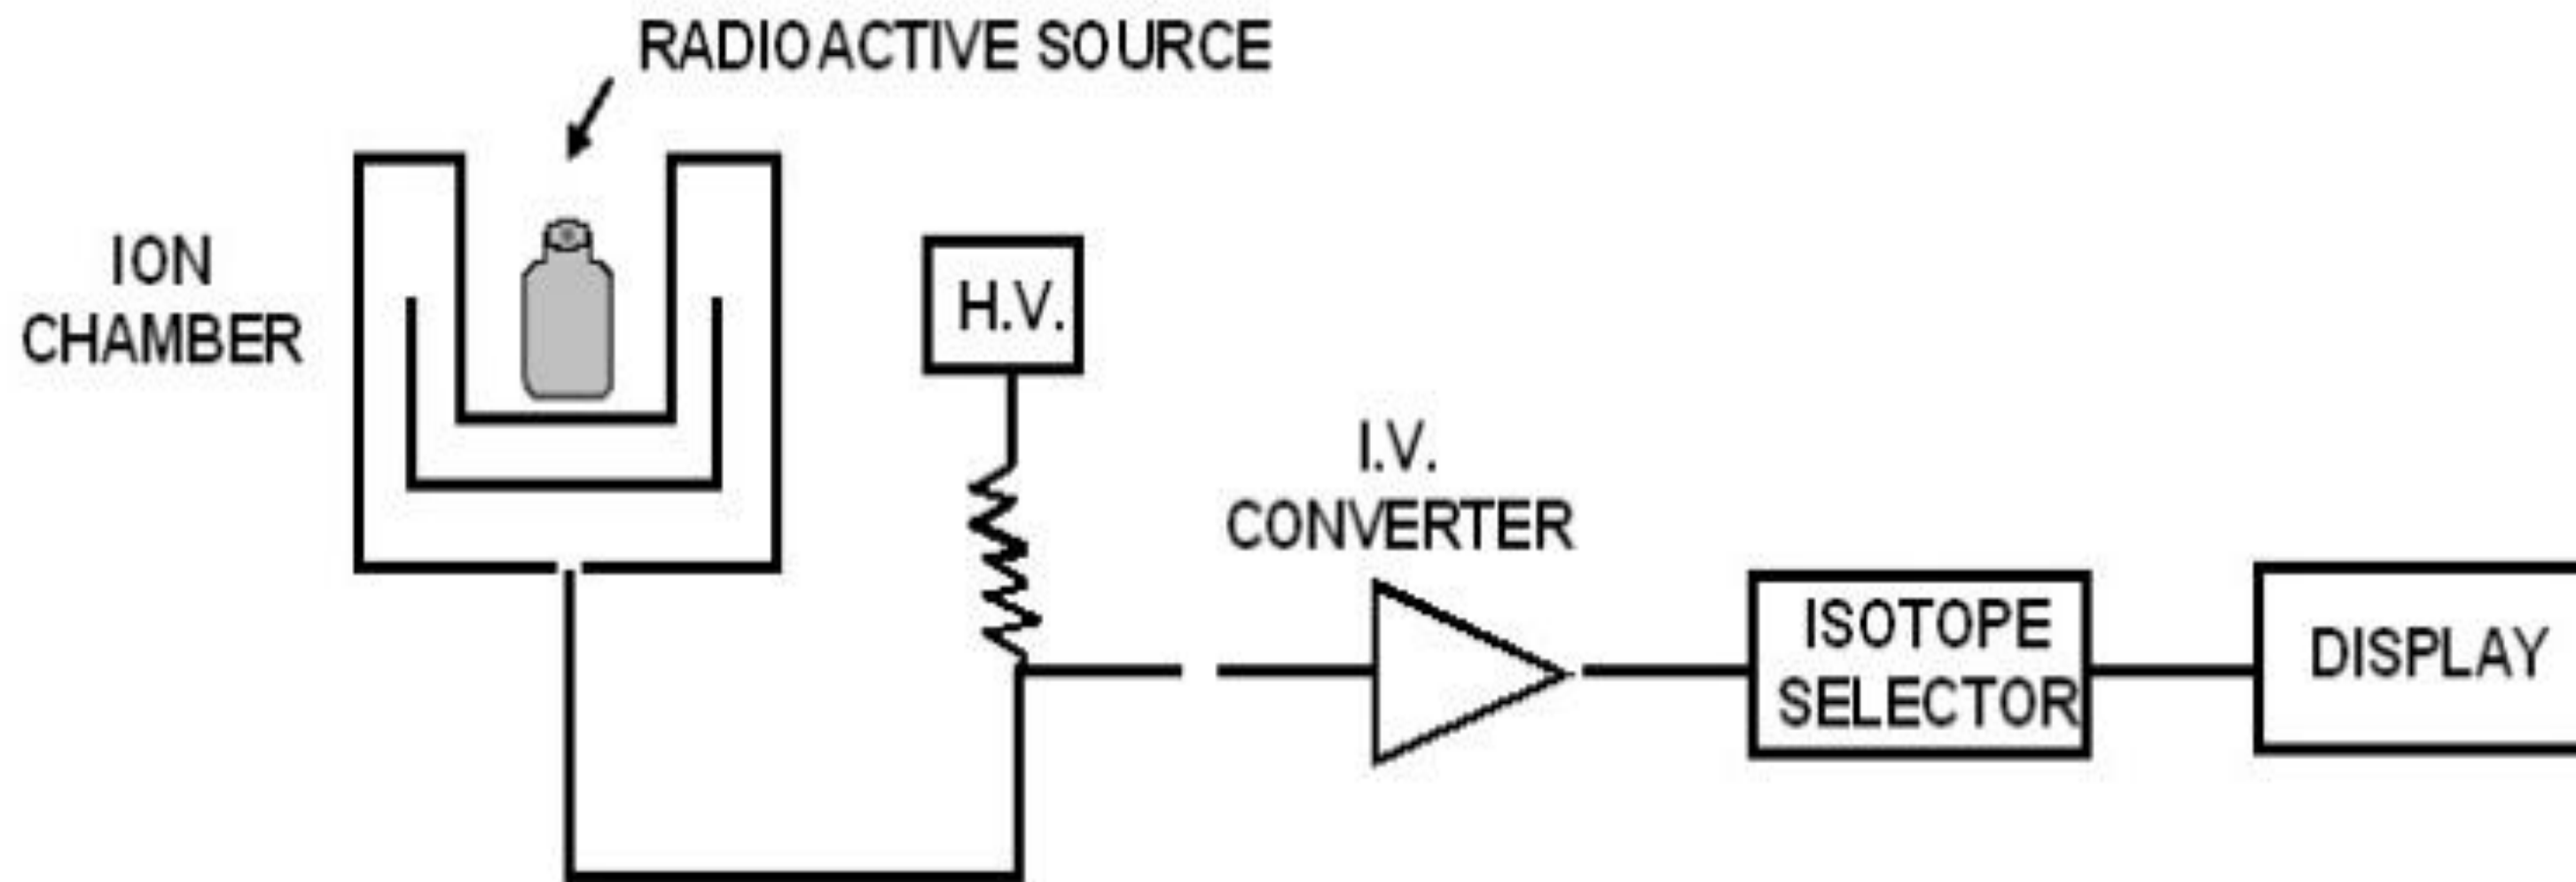 RADIOACTIVE SOURCE
ION
CHAMBER
H.V.
I.V.
CONVERTER
ISOTOPE
SELECTOR
DISPLAY